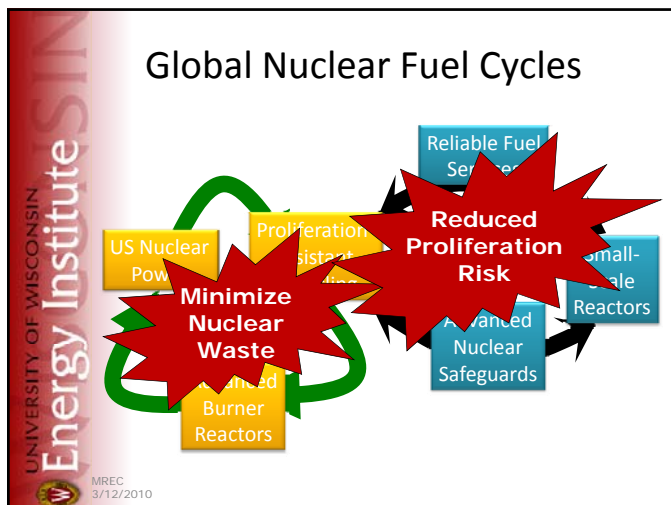 Global Nuclear Fuel Cycles
UNIVERSITY OF WISCONSIN
Energy Institute
Reliable Fuel
US Nuclear
Proliferation
Minimize
Nuclear
Waste
Reduced
Proliferation
Risk
Small-
Reactors
Advanced
Nuclear
Safeguards
Burner
Reactors
W
MREC
3/12/2010